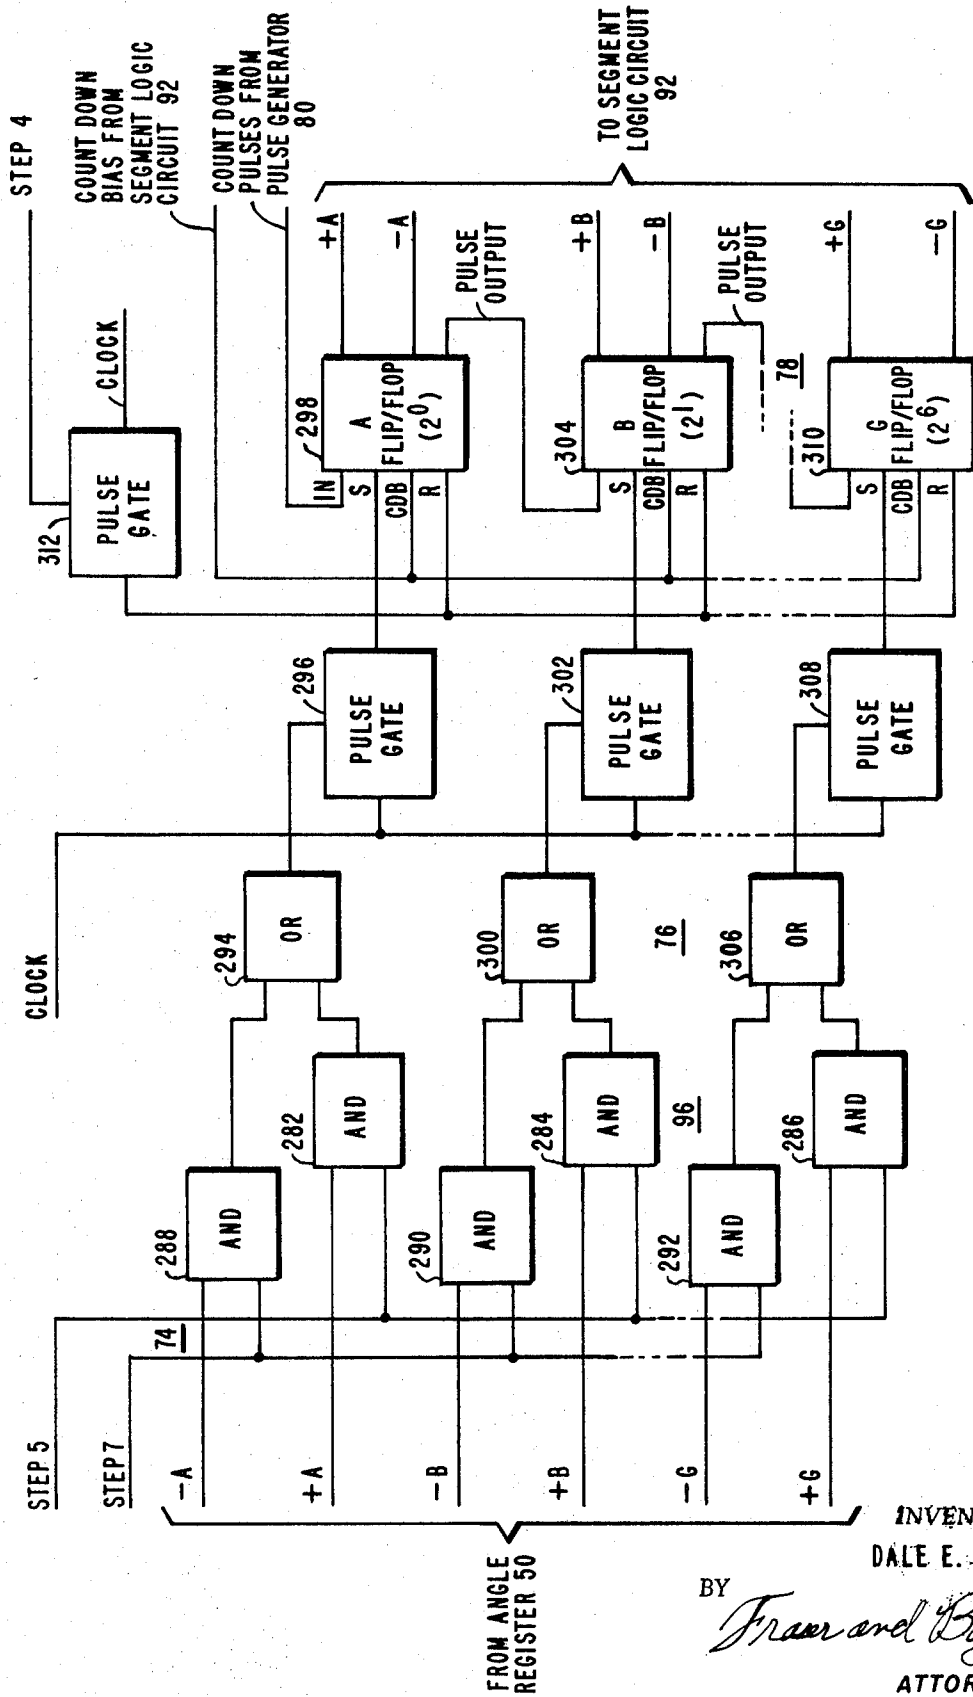 STEP 4
COUNT DOWN
BIAS FROM
SEGMENT LOGIC
CIRCUIT 92
COUNT DOWN
PULSES FROM
PULSE GENERATOR
80
TO SEGMENT
LOGIC CIRCUIT
92
CLOCK
312
PULSE
GATE
298
A
FLIP/FLOP
(2⁰)
IN
S
CDB
R
+A
-A
PULSE
OUTPUT
304
B
FLIP/FLOP
(2¹)
S
CDB
R
+B
-B
PULSE
OUTPUT
78
310
G
FLIP/FLOP
(2⁶)
S
CDB
R
+G
-G
296
PULSE
GATE
302
PULSE
GATE
308
PULSE
GATE
CLOCK
294
OR
300
OR
76
306
OR
282
AND
284
AND
96
286
AND
288
AND
290
AND
292
AND
74
STEP 5
STEP 7
-A
+A
-B
+B
-G
+G
FROM ANGLE
REGISTER 50
INVEN
DALE E.
BY
Fraser and B
ATTOR